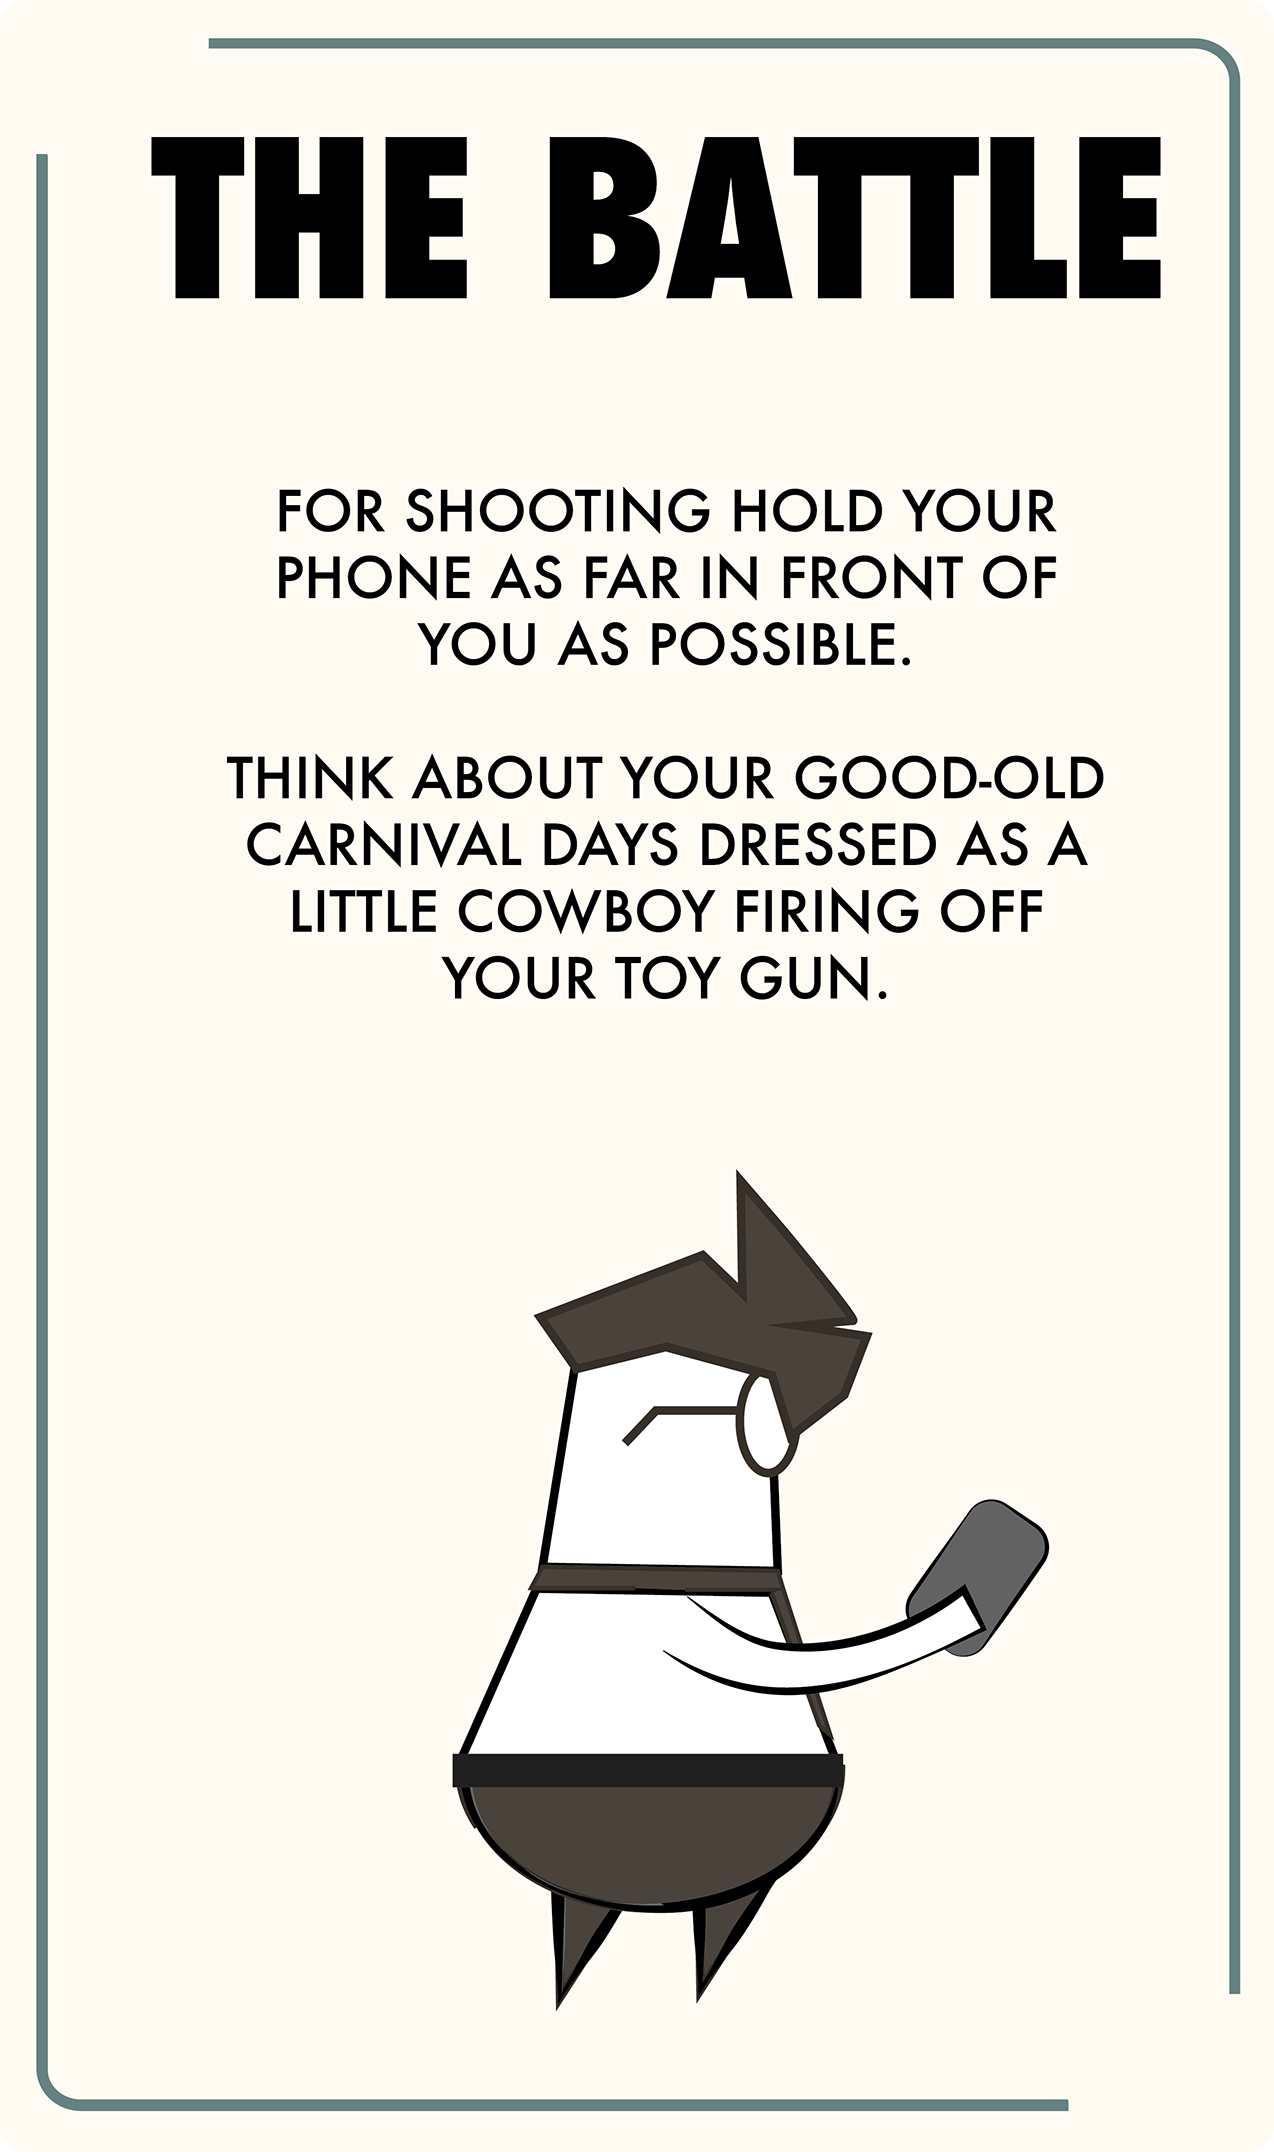 THE BATTLE
FOR SHOOTING HOLD YOUR
PHONE AS FAR IN FRONT OF
YOU AS POSSIBLE.
THINK ABOUT YOUR GOOD-OLD
CARNIVAL DAYS DRESSED AS A
LITTLE COWBOY FIRING OFF
YOUR TOY GUN.